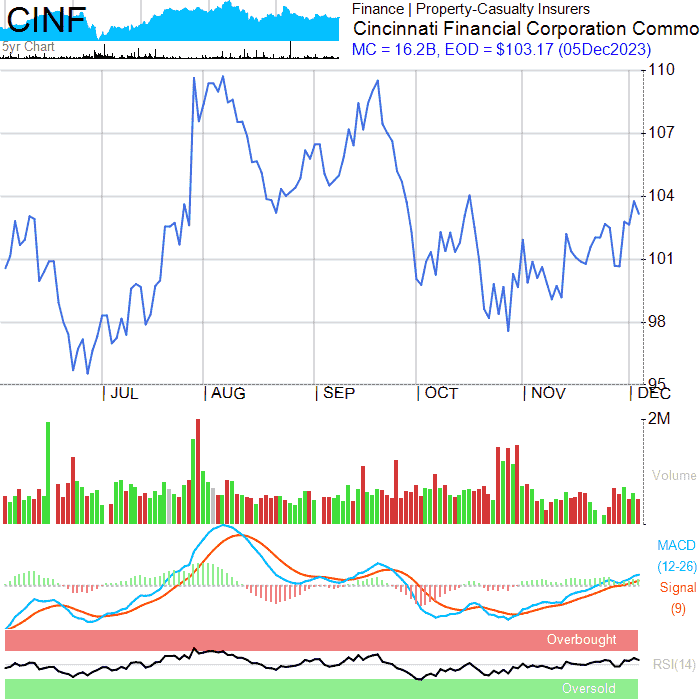 CINF
5yr Chart
Finance | Property-Casualty Insurers
Cincinnati Financial Corporation Commo
MC = 16.2B, EOD = $103.17 (05Dec2023)
110
107
104
101
98
95
| JUL | AUG | SEP | OCT | NOV | DEC
2M
Volume
MACD
(12-26)
Signal
(9)
Overbought
RSI(14)
Oversold